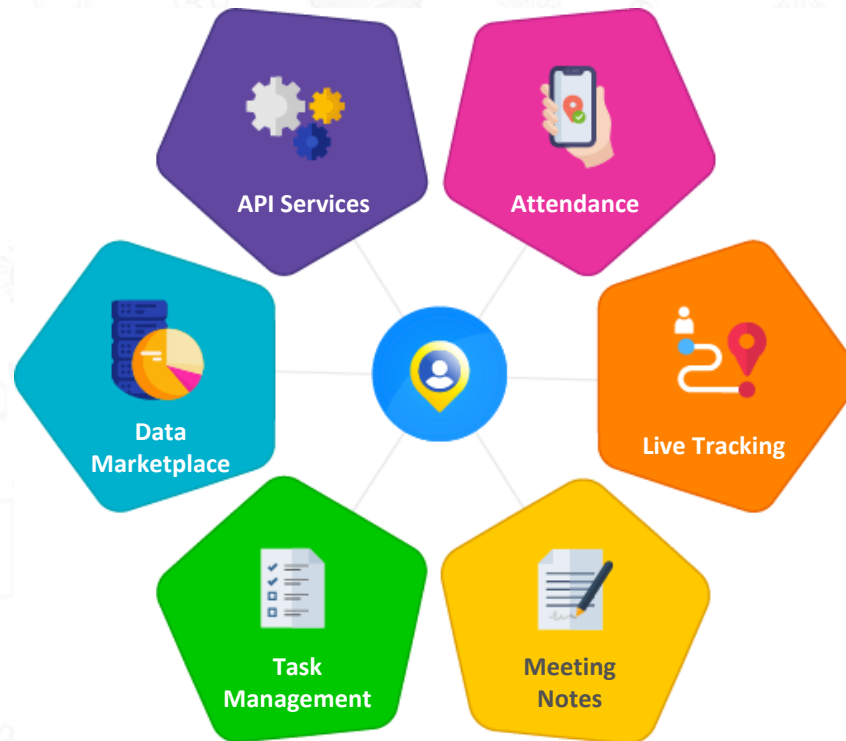 API Services
Attendance
Data
Marketplace
Live Tracking
Task
Management
Meeting
Notes